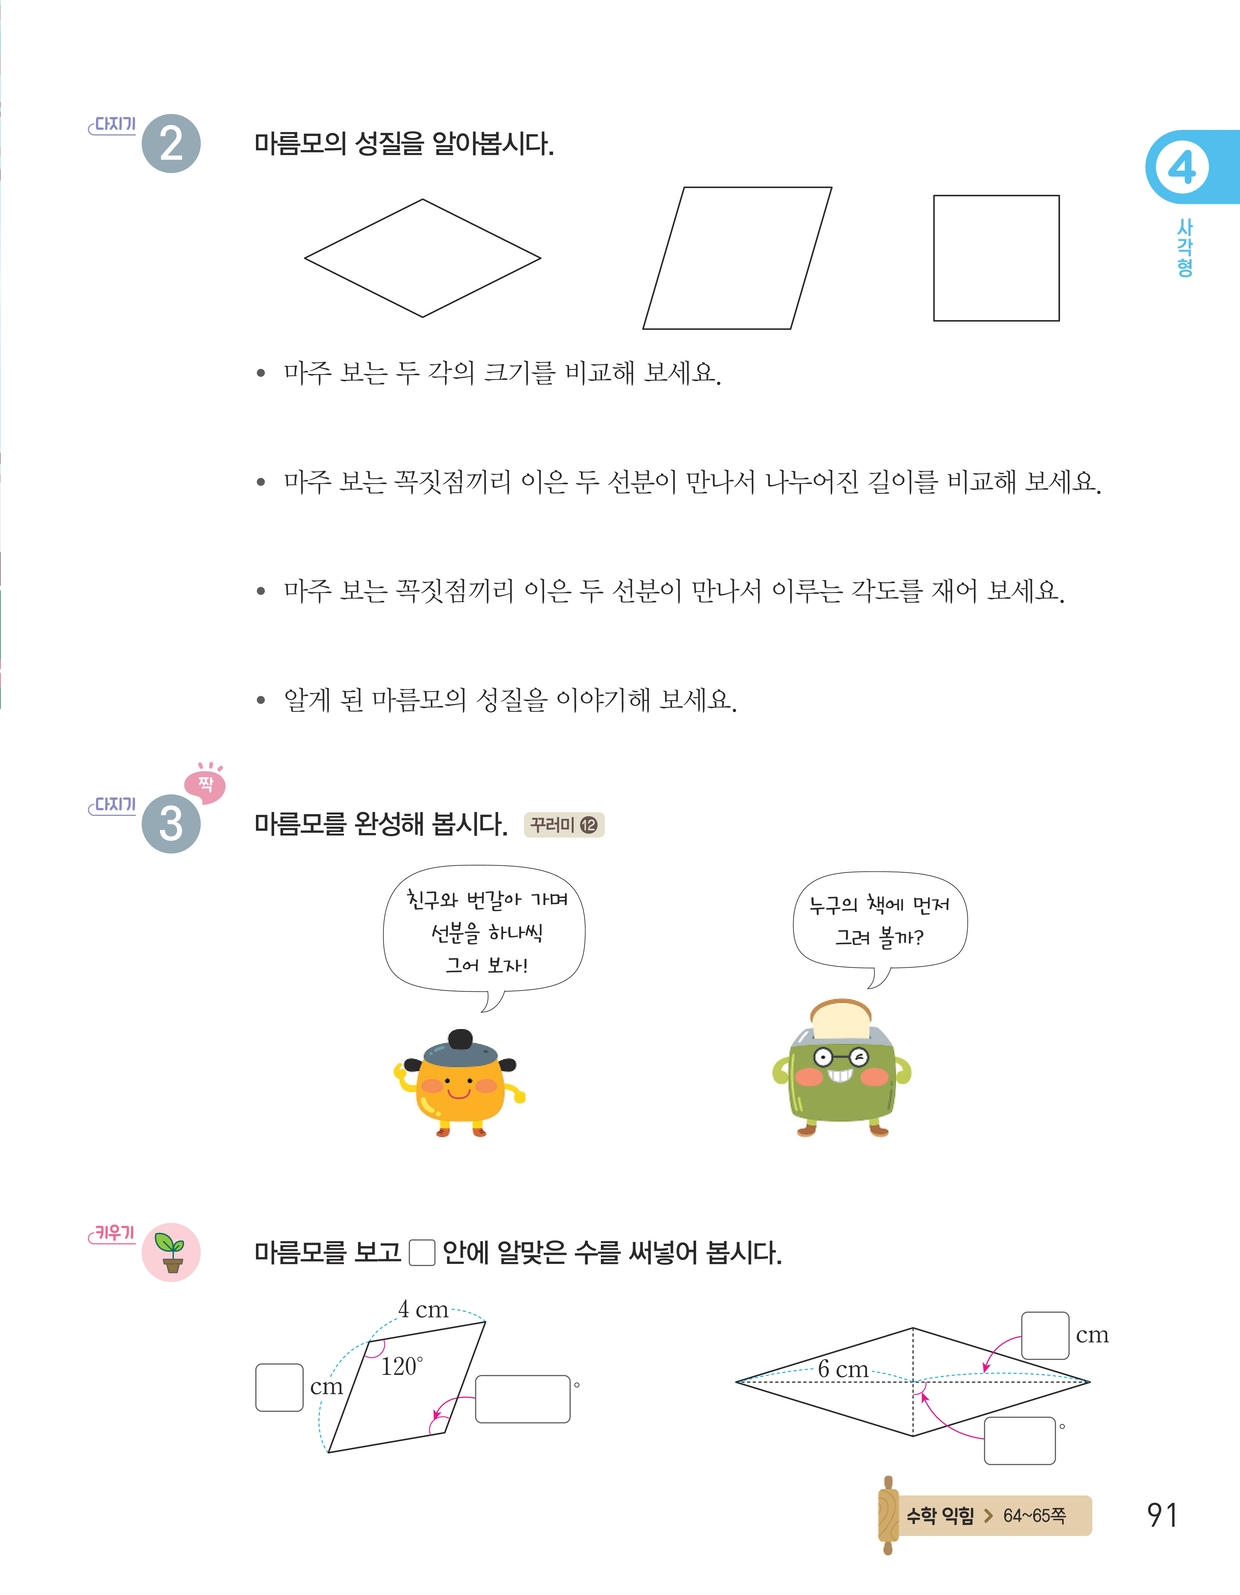 다지기
2
마름모의 성질을 알아봅시다.
4
사각형
• 마주 보는 두 각의 크기를 비교해 보세요.
• 마주 보는 꼭짓점끼리 이은 두 선분이 만나서 나누어진 길이를 비교해 보세요.
• 마주 보는 꼭짓점끼리 이은 두 선분이 만나서 이루는 각도를 재어 보세요.
• 알게 된 마름모의 성질을 이야기해 보세요.
짝
다지기
3
마름모를 완성해 봅시다. 꾸러미 12
친구와 번갈아 가며
선분을 하나씩
그어 보자!
누구의 책에 먼저
그려 볼까?
키우기
마름모를 보고 □ 안에 알맞은 수를 써넣어 봅시다.
4 cm
120°
cm
°
6 cm
cm
°
수학 익힘 > 64~65쪽
91